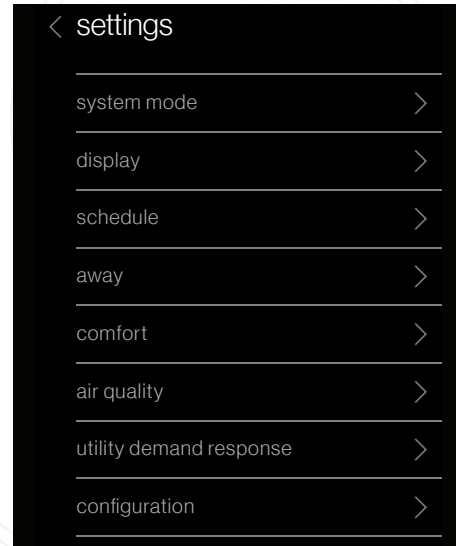 settings
system mode
display
schedule
away
comfort
air quality
utility demand response
configuration